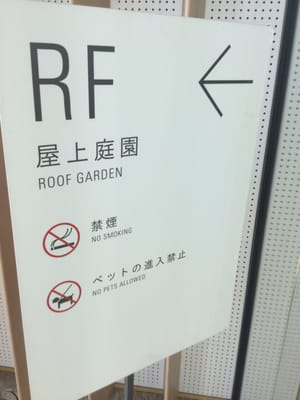 RF
屋上庭園
ROOF GARDEN
禁煙
NO SMOKING
ペットの進入禁止
NO PETS ALLOWED